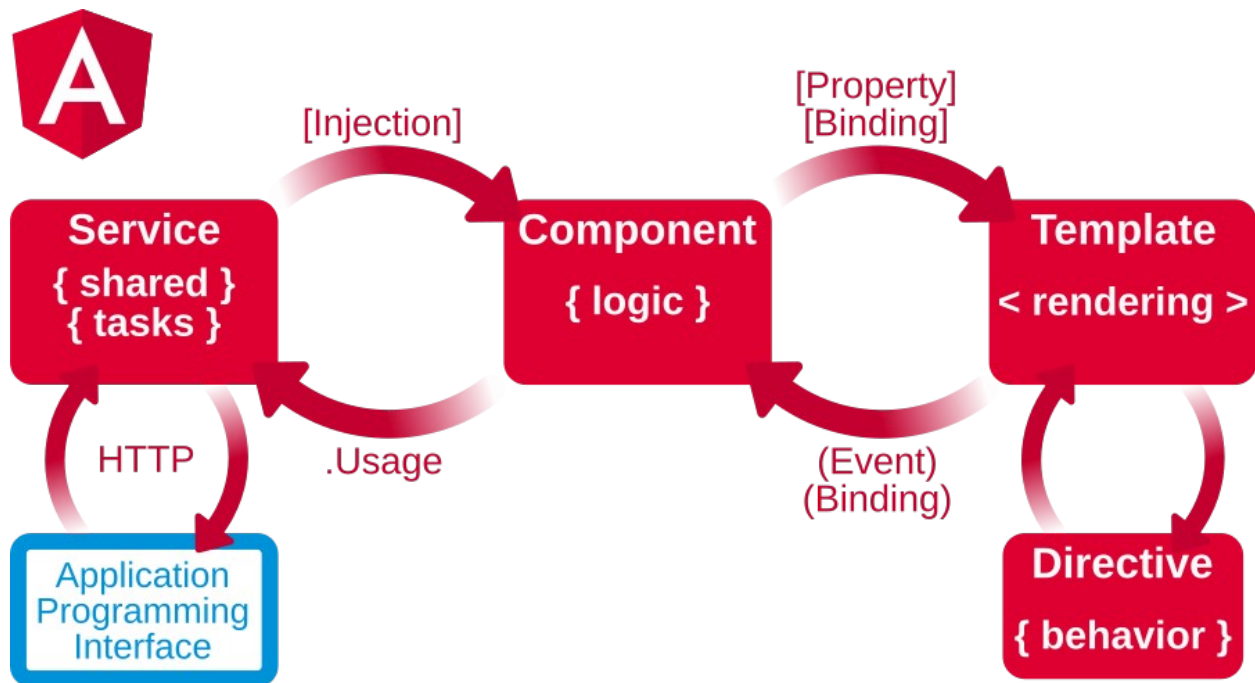 A
[Injection]
[Property]
[Binding]
Service
{ shared }
{ tasks }
Component
{ logic }
Template
< rendering >
HTTP
.Usage
(Event)
(Binding)
Application
Programming
Interface
Directive
{ behavior }